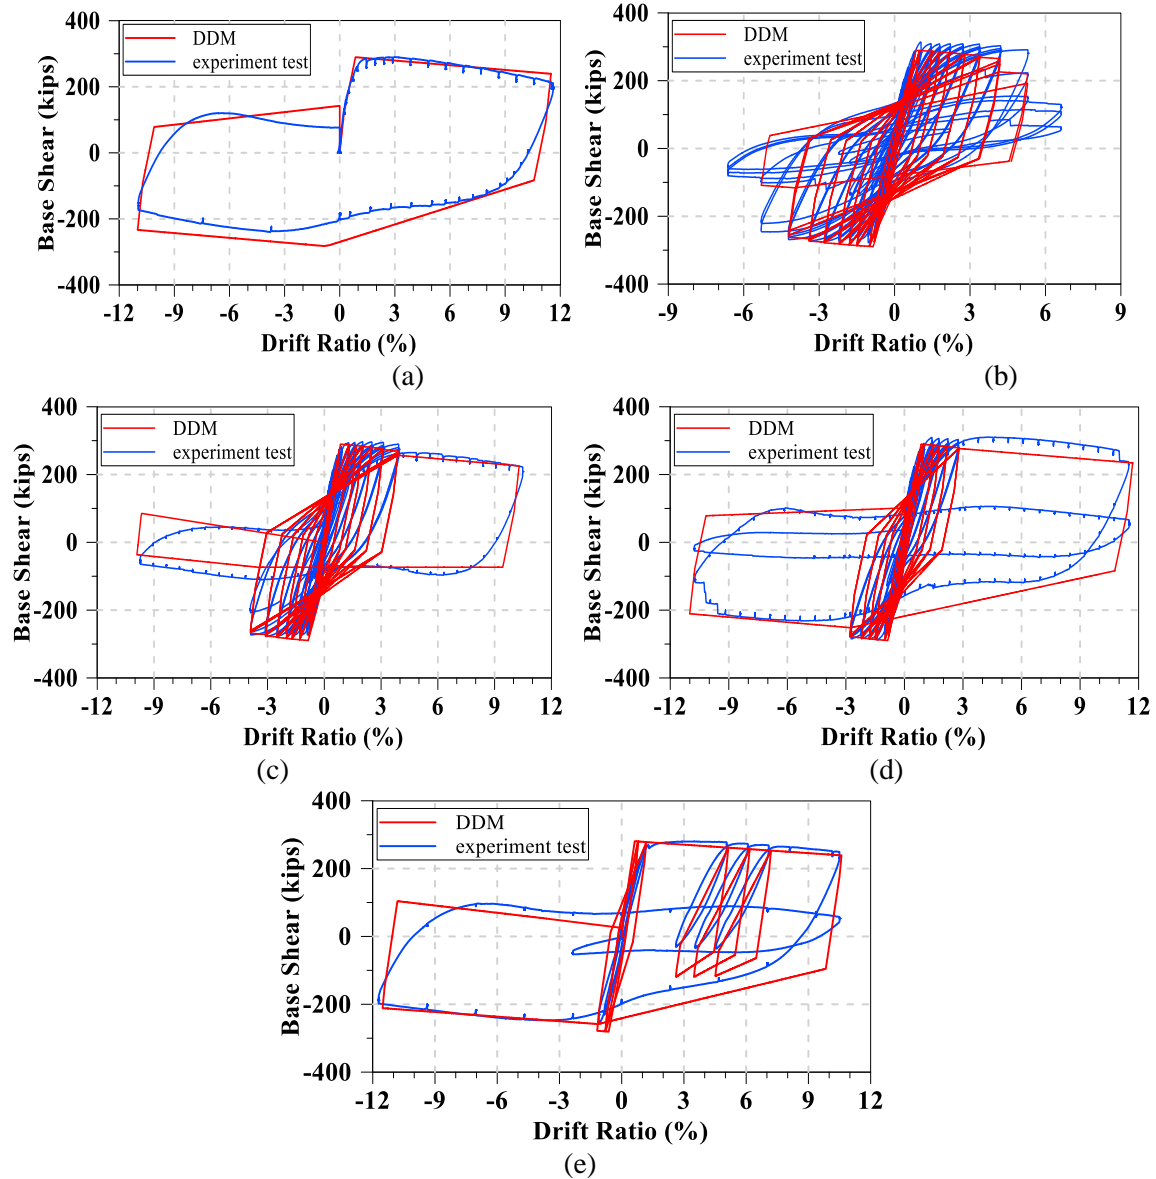 400
200
0
-200
-400
Base Shear (kips)
DDM
experiment test
-12 -9 -6 -3 0 3 6 9 12
Drift Ratio (%)
(a)
400
200
0
-200
-400
Base Shear (kips)
DDM
experiment test
-9 -6 -3 0 3 6 9
Drift Ratio (%)
(b)
400
200
0
-200
-400
Base Shear (kips)
DDM
experiment test
-12 -9 -6 -3 0 3 6 9 12
Drift Ratio (%)
(c)
400
200
0
-200
-400
Base Shear (kips)
DDM
experiment test
-12 -9 -6 -3 0 3 6 9 12
Drift Ratio (%)
(d)
400
200
0
-200
-400
Base Shear (kips)
DDM
experiment test
-12 -9 -6 -3 0 3 6 9 12
Drift Ratio (%)
(e)